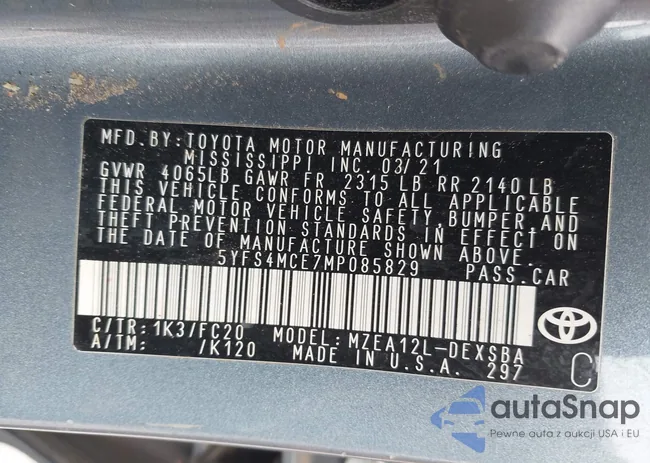 MFD. BY: TOYOTA MOTOR MANUFACTURING
MISSISSIPPI INC. 03/21
GVWR 4065LB GAWR FR 2315 LB RR 2140 LB
THIS VEHICLE CONFORMS TO ALL APPLICABLE
FEDERAL MOTOR VEHICLE SAFETY, BUMPER, AND
THEFT PREVENTION STANDARDS IN EFFECT ON
THE DATE OF MANUFACTURE SHOWN ABOVE.
5YFS4MCE7MP085829 PASS. CAR
C/TR: 1K3/FC20 MODEL: MZEA12L-DEXSBA
A/TM: /K120 MADE IN U.S.A. 297
C
autaSnap
Pewne auta z aukcji USA i EU